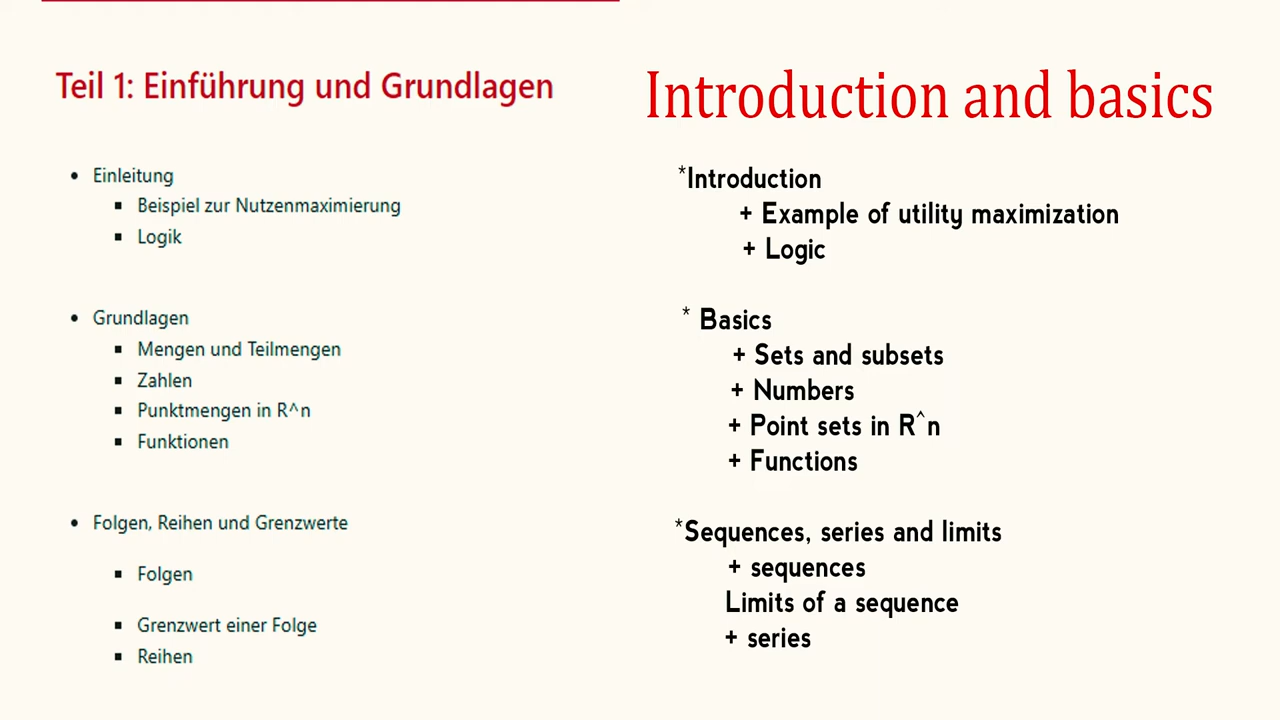 Teil 1: Einführung und Grundlagen
• Einleitung
▪ Beispiel zur Nutzenmaximierung
▪ Logik
• Grundlagen
▪ Mengen und Teilmengen
▪ Zahlen
▪ Punktmengen in R^n
▪ Funktionen
• Folgen, Reihen und Grenzwerte
▪ Folgen
▪ Grenzwert einer Folge
▪ Reihen
Introduction and basics
*Introduction
+ Example of utility maximization
+ Logic
* Basics
+ Sets and subsets
+ Numbers
+ Point sets in R^n
+ Functions
*Sequences, series and limits
+ sequences
Limits of a sequence
+ series